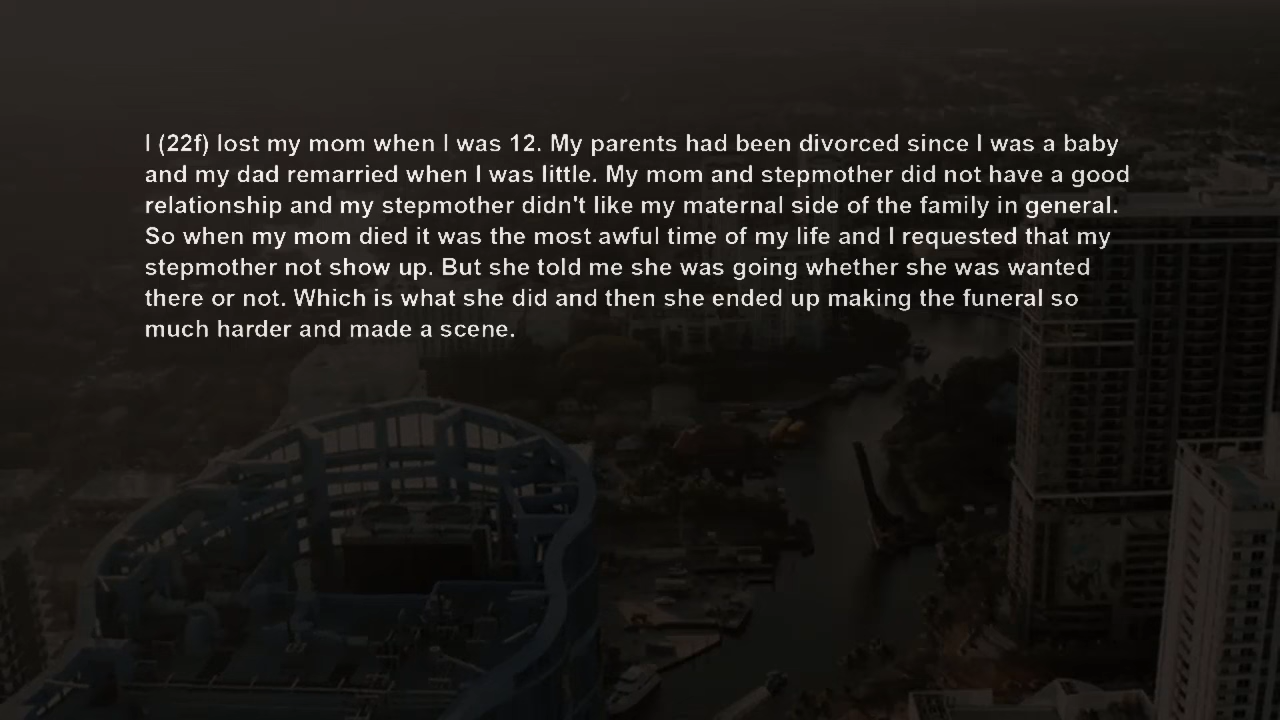 I (22f) lost my mom when I was 12. My parents had been divorced since I was a baby
and my dad remarried when I was little. My mom and stepmother did not have a good
relationship and my stepmother didn't like my maternal side of the family in general.
So when my mom died it was the most awful time of my life and I requested that my
stepmother not show up. But she told me she was going whether she was wanted
there or not. Which is what she did and then she ended up making the funeral so
much harder and made a scene.